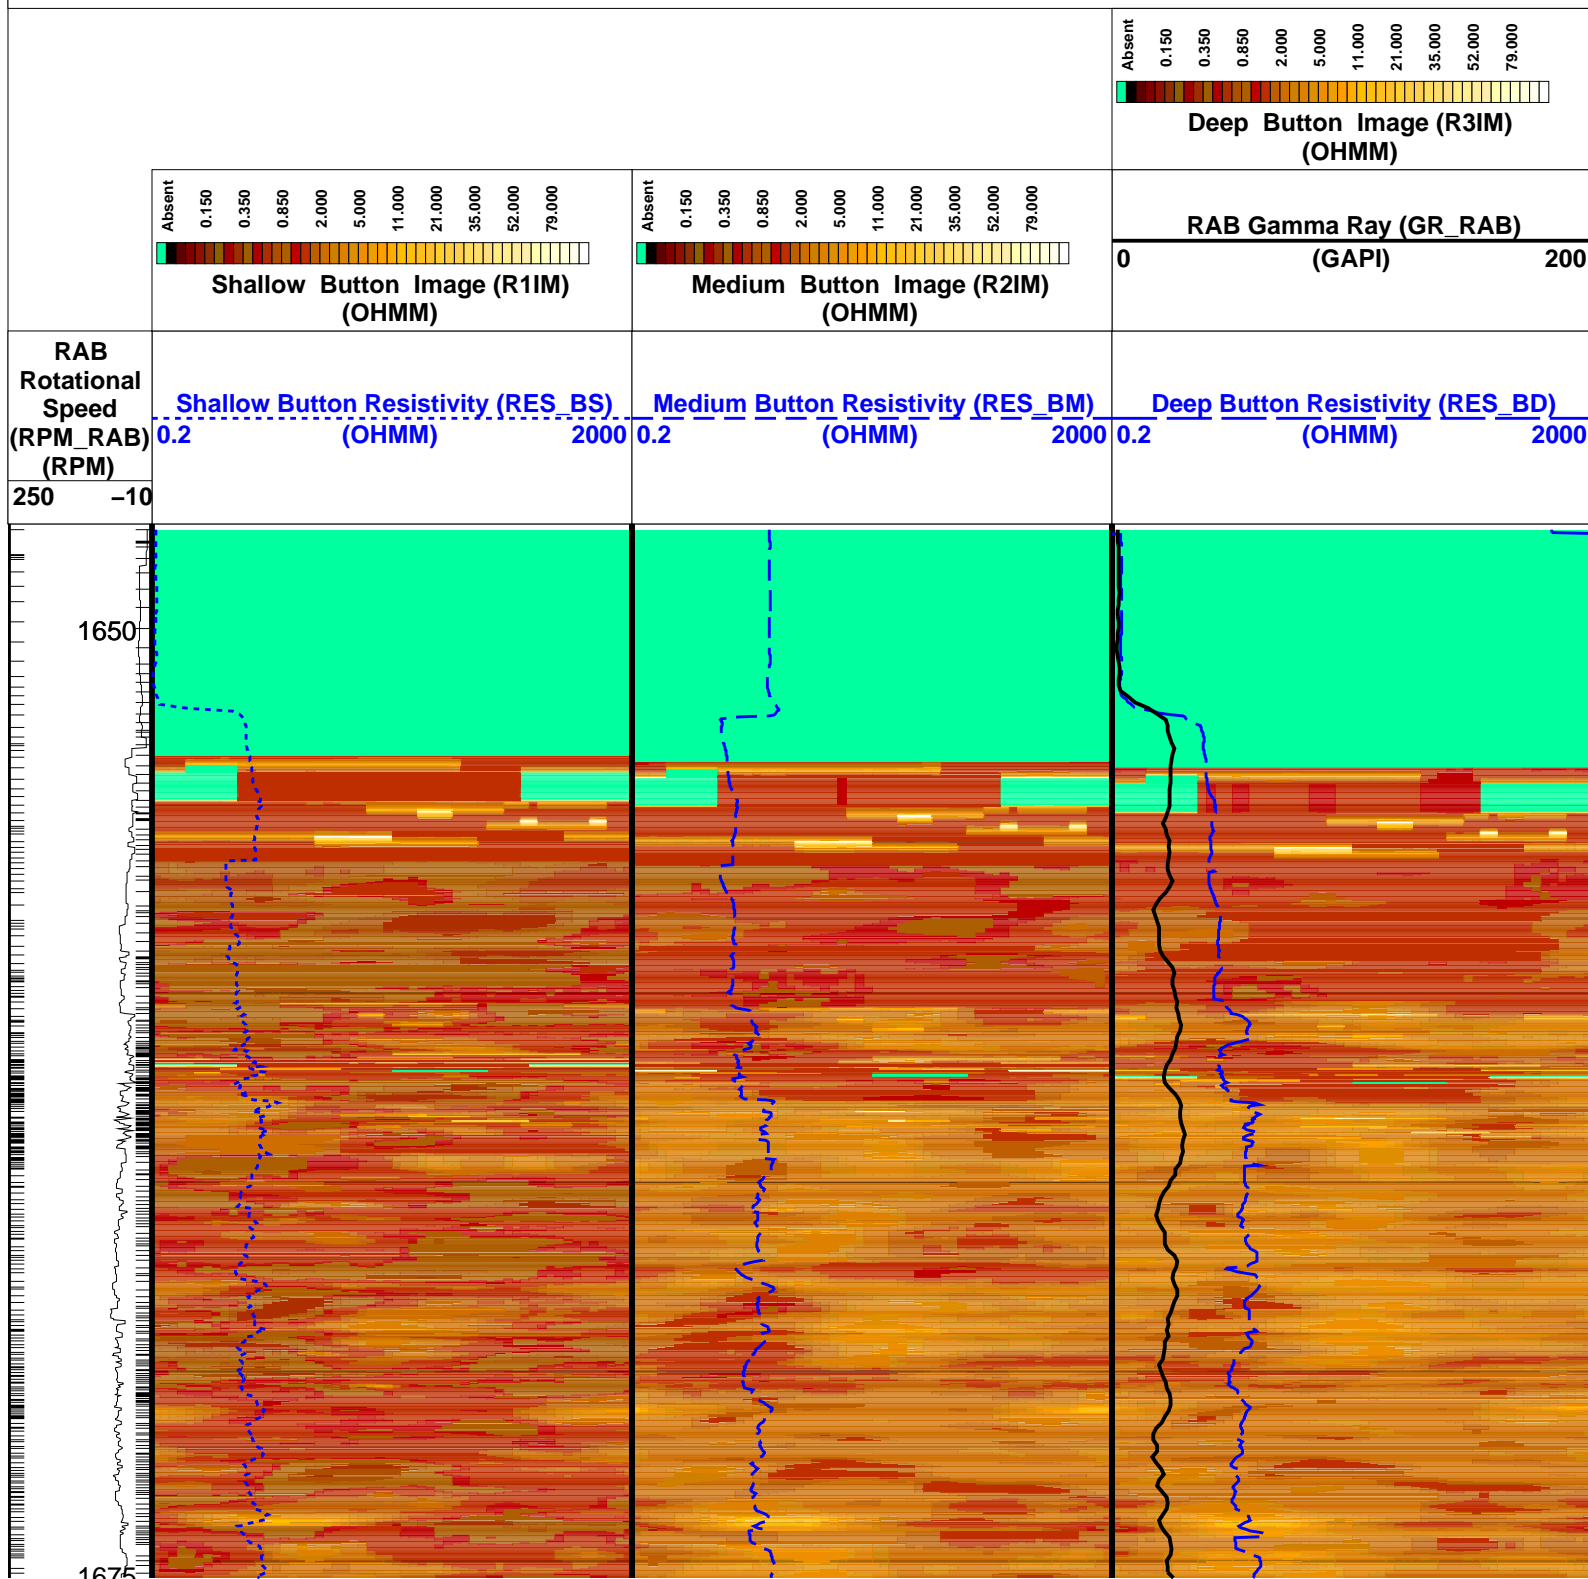 Absent 0.150 0.350 0.850 2.000 5.000 11.000 21.000 35.000 52.000 79.000
Deep Button Image (R3IM)
(OHMM)
Absent 0.150 0.350 0.850 2.000 5.000 11.000 21.000 35.000 52.000 79.000
Shallow Button Image (R1IM)
(OHMM)
Absent 0.150 0.350 0.850 2.000 5.000 11.000 21.000 35.000 52.000 79.000
Medium Button Image (R2IM)
(OHMM)
RAB Gamma Ray (GR_RAB)
0 (GAPI) 200
RAB
Rotational
Speed
(RPM_RAB)
(RPM)
250 −10
Shallow Button Resistivity (RES_BS)
0.2 (OHMM) 2000
Medium Button Resistivity (RES_BM)
0.2 (OHMM) 2000
Deep Button Resistivity (RES_BD)
0.2 (OHMM) 2000
1650
1675